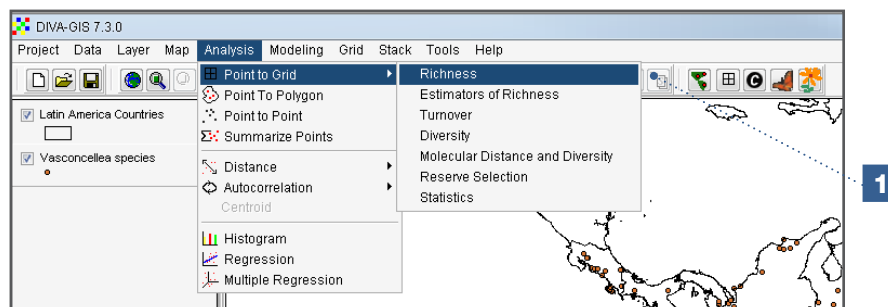 DIVA-GIS 7.3.0
Project Data Layer Map Analysis Modeling Grid Stack Tools Help
Point to Grid
Richness
Point To Polygon
Estimators of Richness
Latin America Countries
Point to Point
Turnover
Summarize Points
Diversity
Vasconcellea species
Molecular Distance and Diversity
Distance
Reserve Selection
Autocorrelation
Statistics
Centroid
1
Histogram
Regression
Multiple Regression